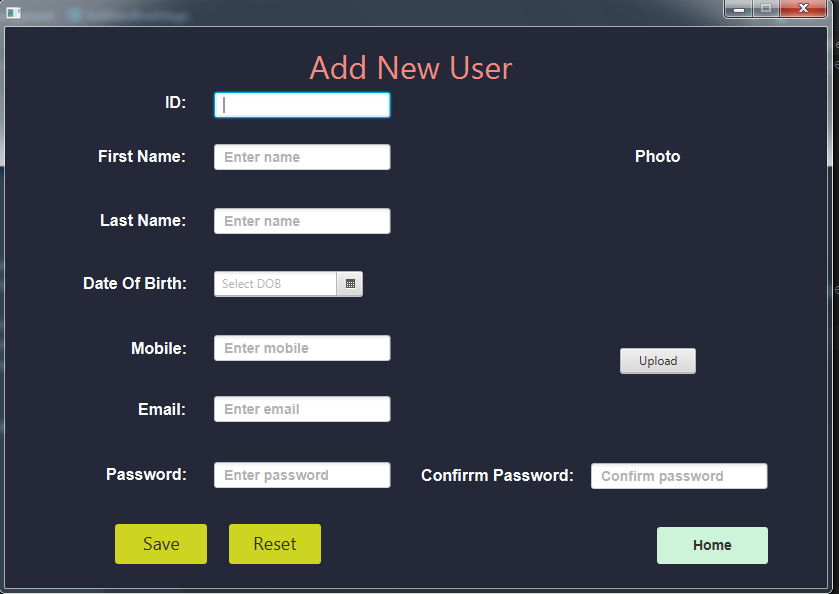 Add New User
ID:
First Name: Enter name
Photo
Last Name: Enter name
Date Of Birth: Select DOB
Mobile: Enter mobile
Upload
Email: Enter email
Password: Enter password
Confirrm Password: Confirm password
Save
Reset
Home